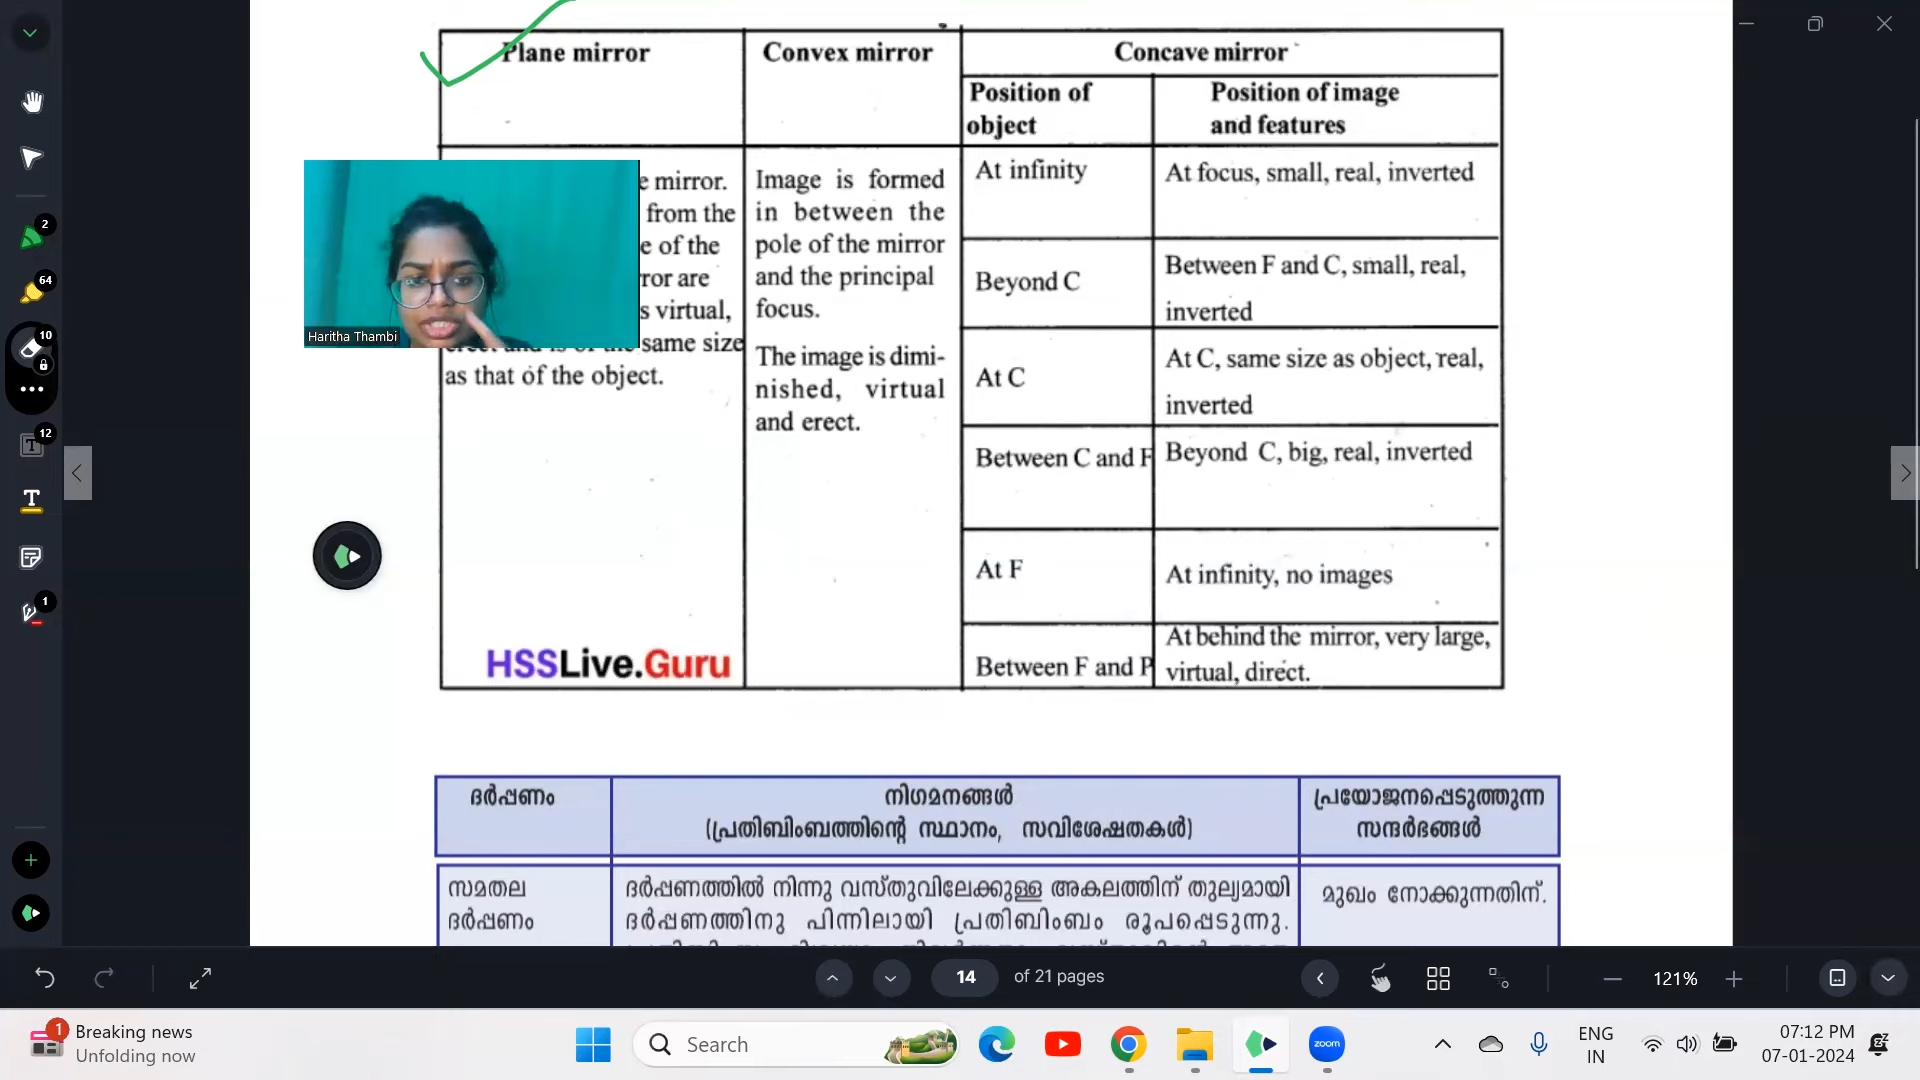 Plane mirror
Convex mirror
Concave mirror
Position of
object
Position of image
and features
e mirror.
from the
e of the
ror are
s virtual,
same size
as that of the object.
Image is formed
in between the
pole of the mirror
and the principal
focus.
The image is dimi-
nished, virtual
and erect.
At infinity
At focus, small, real, inverted
Beyond C
Between F and C, small, real,
inverted
At C
At C, same size as object, real,
inverted
Between C and F
Beyond C, big, real, inverted
At F
At infinity, no images
Between F and P
At behind the mirror, very large,
virtual, direct.
HSSLive.Guru
Haritha Thambi
2
64
10
12
T
T
1
ദർപ്പണം
നിഗമനങ്ങൾ
(പ്രതിബിംബത്തിന്റെ സ്ഥാനം, സവിശേഷതകൾ)
പ്രയോജനപ്പെടുത്തുന്ന
സന്ദർഭങ്ങൾ
സമതല
ദർപ്പണം
ദർപ്പണത്തിൽ നിന്നു വസ്തുവിലേക്കുള്ള അകലത്തിന് തുല്യമായി
ദർപ്പണത്തിനു പിന്നിലായി പ്രതിബിംബം രൂപപ്പെടുന്നു.
മുഖം നോക്കുന്നതിന്.
14 of 21 pages
121%
1
Breaking news
Unfolding now
Search
zoom
ENG
IN
07:12 PM
07-01-2024